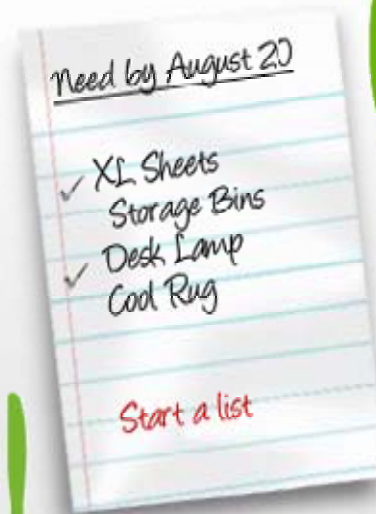 Need by August 20
✓ XL Sheets
Storage Bins
✓ Desk Lamp
Cool Rug
Start a list